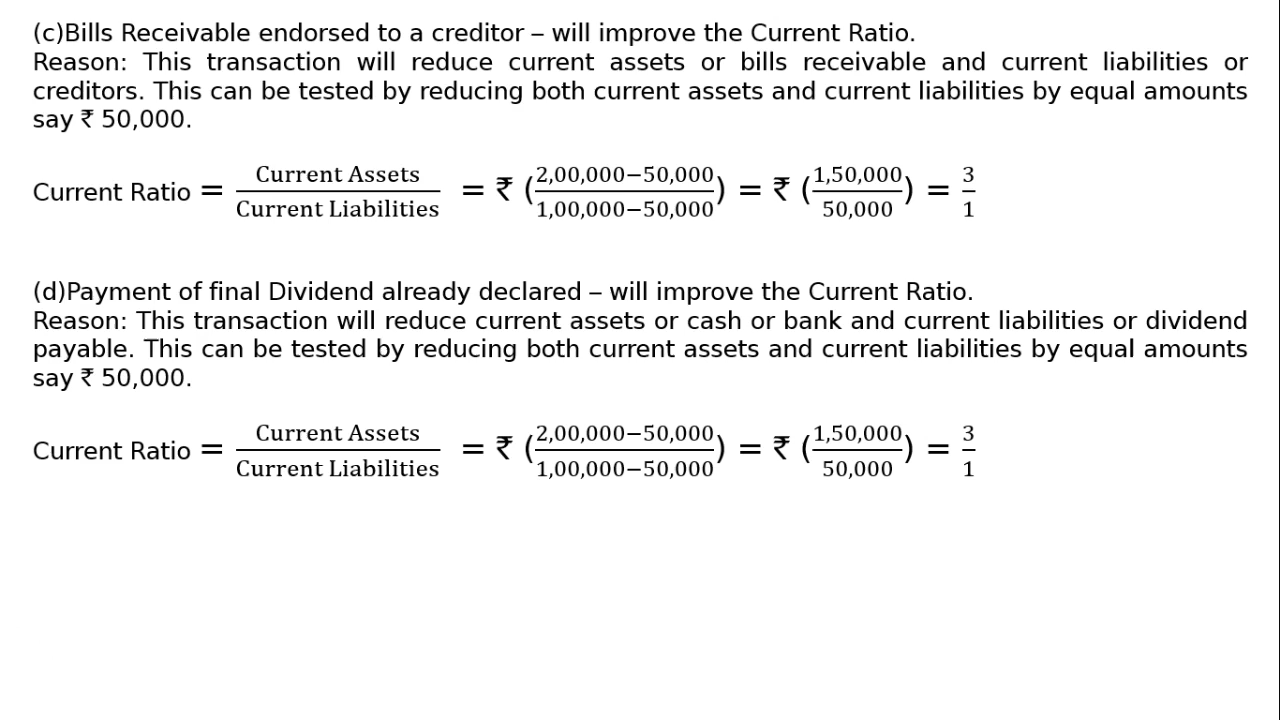 (c)Bills Receivable endorsed to a creditor – will improve the Current Ratio.
Reason: This transaction will reduce current assets or bills receivable and current liabilities or
creditors. This can be tested by reducing both current assets and current liabilities by equal amounts
say ₹ 50,000.
Current Ratio = Current Assets / Current Liabilities = ₹ (2,00,000−50,000 / 1,00,000−50,000) = ₹ (1,50,000 / 50,000) = 3 / 1
(d)Payment of final Dividend already declared – will improve the Current Ratio.
Reason: This transaction will reduce current assets or cash or bank and current liabilities or dividend
payable. This can be tested by reducing both current assets and current liabilities by equal amounts
say ₹ 50,000.
Current Ratio = Current Assets / Current Liabilities = ₹ (2,00,000−50,000 / 1,00,000−50,000) = ₹ (1,50,000 / 50,000) = 3 / 1